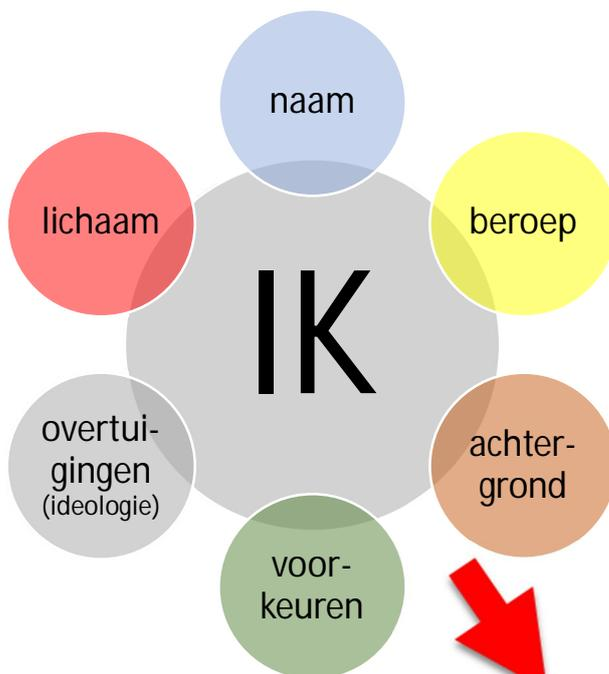 naam
lichaam
beroep
IK
overtui-
gingen
(ideologie)
achter-
grond
voor-
keuren